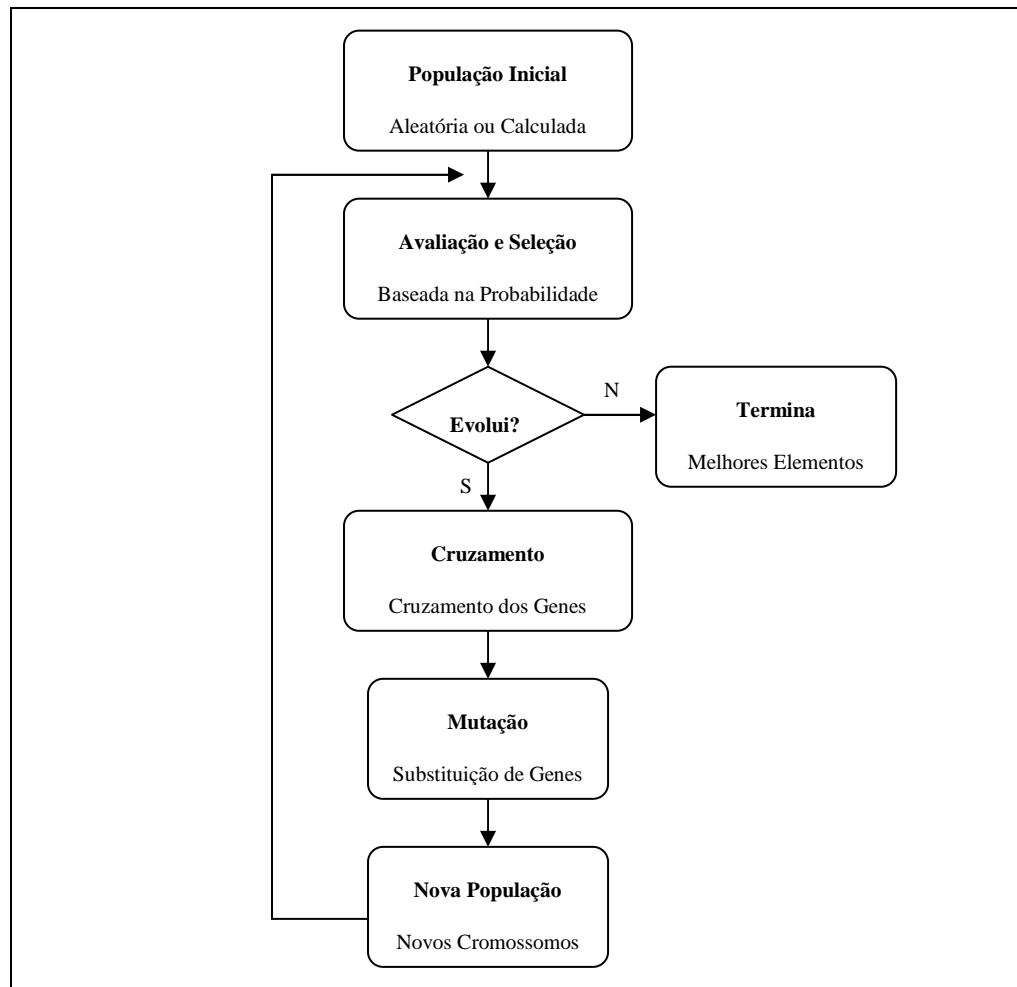 População Inicial
Aleatória ou Calculada
Avaliação e Seleção
Baseada na Probabilidade
Evolui?
N
Termina
Melhores Elementos
S
Cruzamento
Cruzamento dos Genes
Mutação
Substituição de Genes
Nova População
Novos Cromossomos